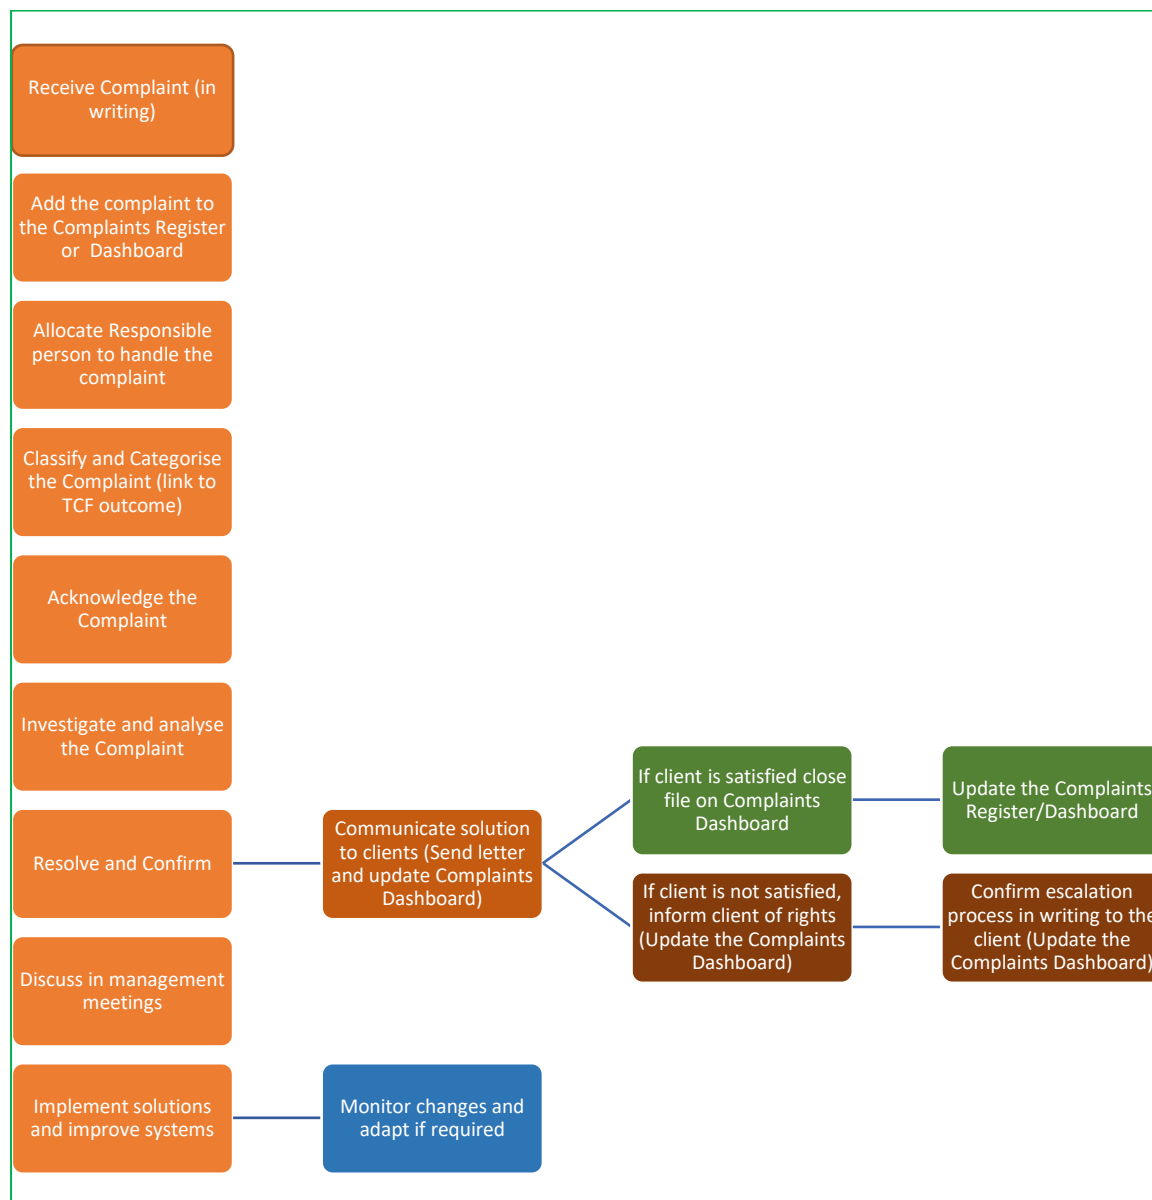 Receive Complaint (in
writing)
Add the complaint to
the Complaints Register
or Dashboard
Allocate Responsible
person to handle the
complaint
Classify and Categorise
the Complaint (link to
TCF outcome)
Acknowledge the
Complaint
Investigate and analyse
the Complaint
Resolve and Confirm
Communicate solution
to clients (Send letter
and update Complaints
Dashboard)
If client is satisfied close
file on Complaints
Dashboard
Update the Complaints
Register/Dashboard
If client is not satisfied,
inform client of rights
(Update the Complaints
Dashboard)
Confirm escalation
process in writing to the
client (Update the
Complaints Dashboard)
Discuss in management
meetings
Implement solutions
and improve systems
Monitor changes and
adapt if required